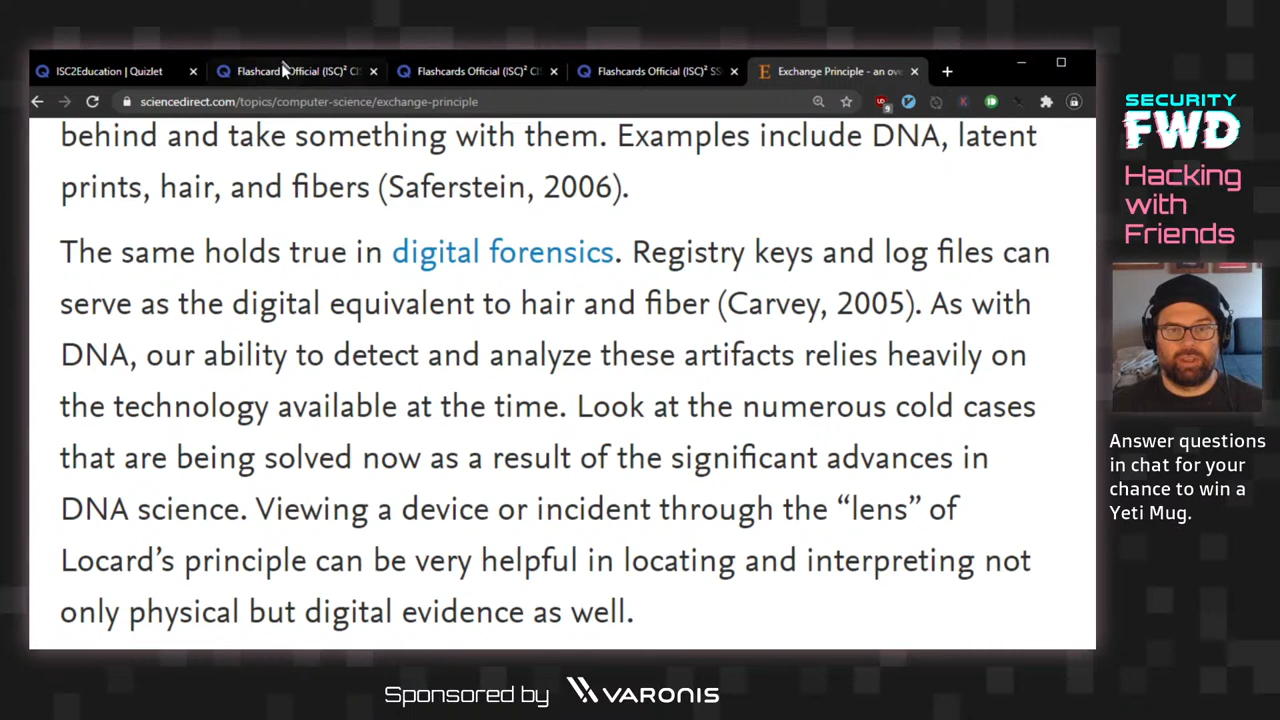 ISC2Education | Quizlet
Flashcard Official (ISC)² CI
Flashcards Official (ISC)² CI
Flashcards Official (ISC)² SS
Exchange Principle - an ov
sciencedirect.com/topics/computer-science/exchange-principle
behind and take something with them. Examples include DNA, latent
prints, hair, and fibers (Saferstein, 2006).
The same holds true in digital forensics. Registry keys and log files can
serve as the digital equivalent to hair and fiber (Carvey, 2005). As with
DNA, our ability to detect and analyze these artifacts relies heavily on
the technology available at the time. Look at the numerous cold cases
that are being solved now as a result of the significant advances in
DNA science. Viewing a device or incident through the “lens” of
Locard’s principle can be very helpful in locating and interpreting not
only physical but digital evidence as well.
SECURITY
FWD
Hacking
with
Friends
Answer questions
in chat for your
chance to win a
Yeti Mug.
Sponsored by VARONIS